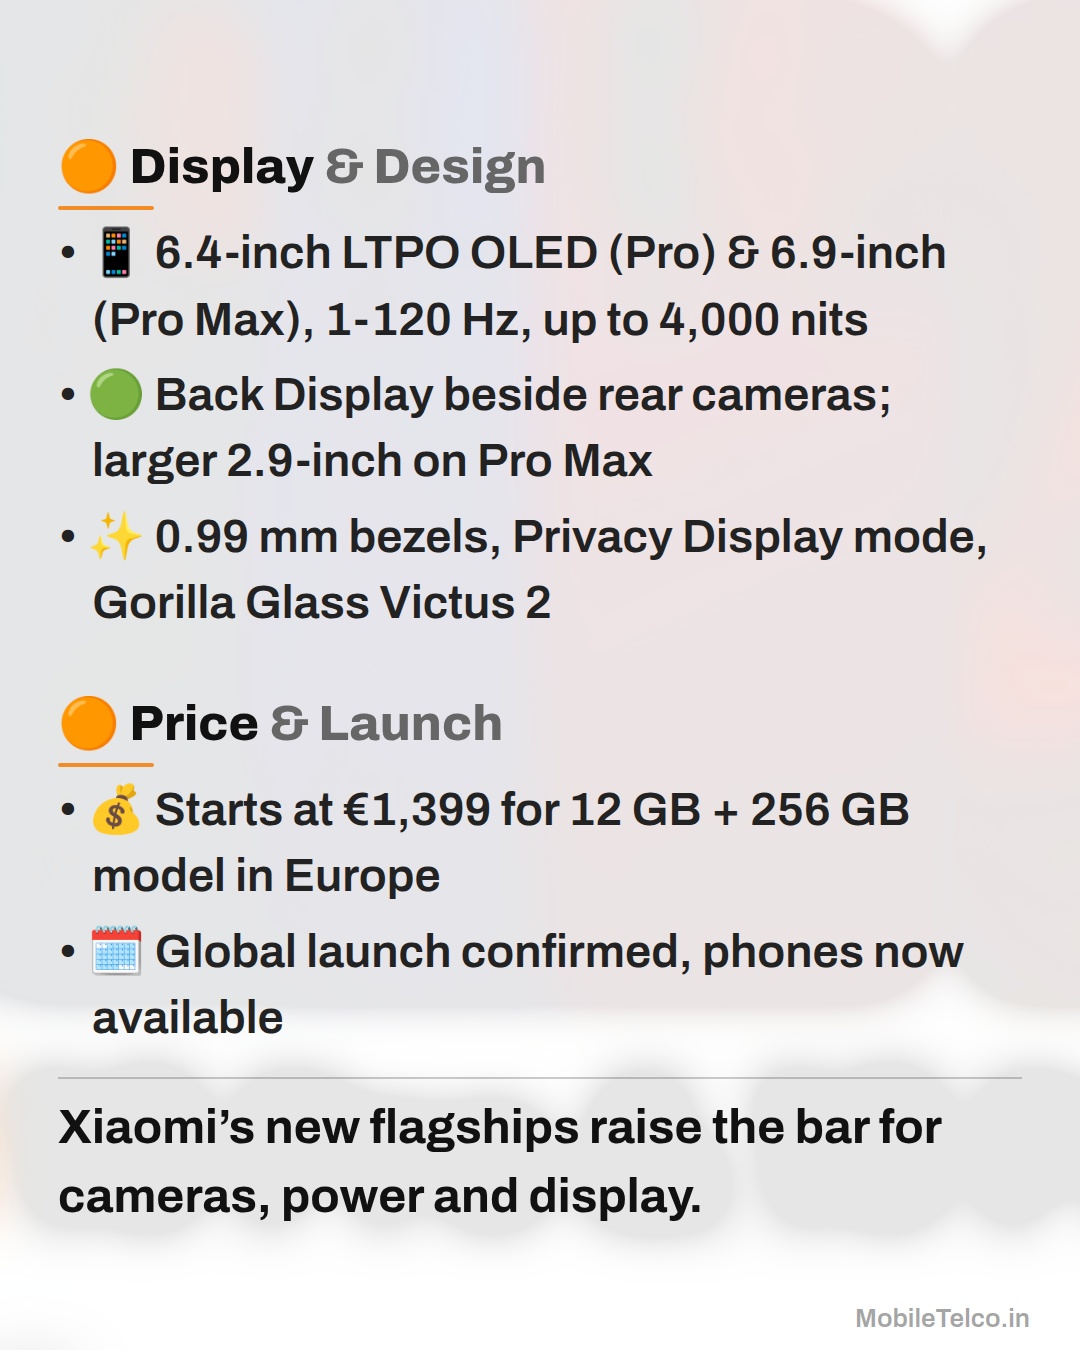 🟠 Display & Design
• 📱 6.4-inch LTPO OLED (Pro) & 6.9-inch
(Pro Max), 1-120 Hz, up to 4,000 nits
• 🟢 Back Display beside rear cameras;
larger 2.9-inch on Pro Max
• ✨ 0.99 mm bezels, Privacy Display mode,
Gorilla Glass Victus 2
🟠 Price & Launch
• 💰 Starts at €1,399 for 12 GB + 256 GB
model in Europe
• 🗓️ Global launch confirmed, phones now
available
Xiaomi’s new flagships raise the bar for
cameras, power and display.
MobileTelco.in